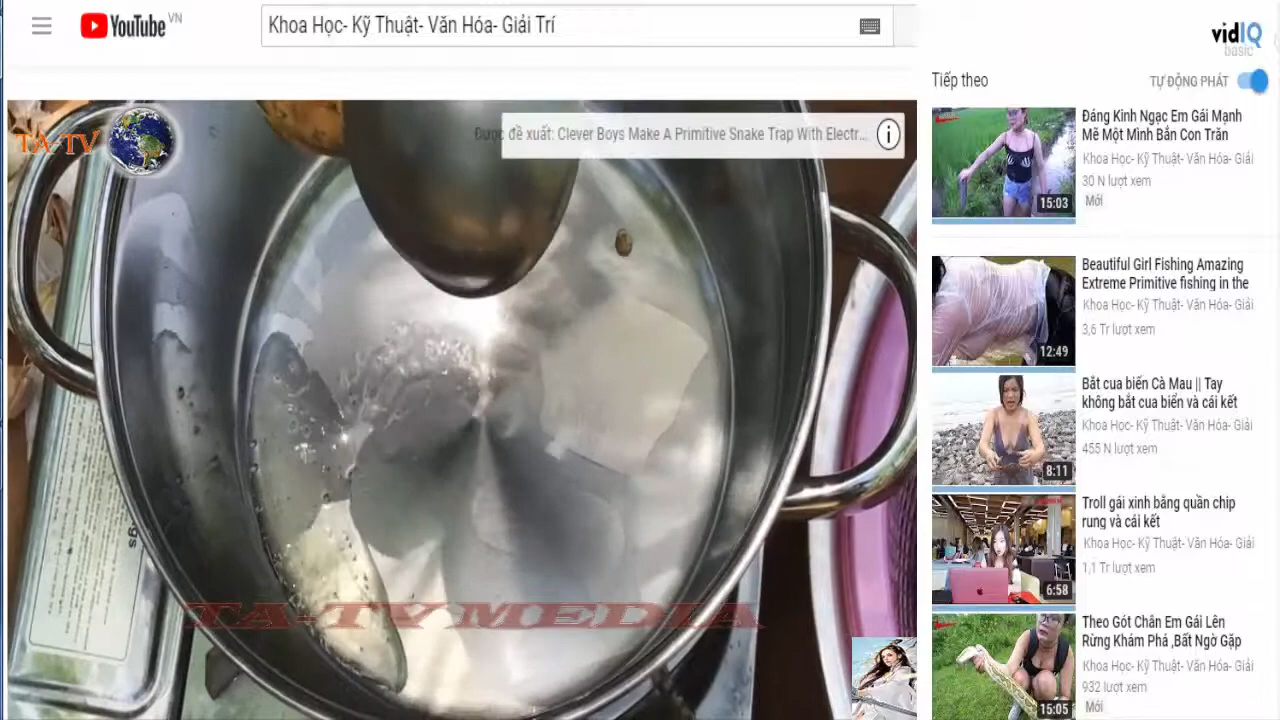 YouTube VN
Khoa Học- Kỹ Thuật- Văn Hóa- Giải Trí
vidIQ
basic
Tiếp theo
TỰ ĐỘNG PHÁT
TA-TV
Được đề xuất: Clever Boys Make A Primitive Snake Trap With Electr...
i
Đáng Kinh Ngạc Em Gái Mạnh
Mẽ Một Mình Bắn Con Trăn
Khoa Học- Kỹ Thuật- Văn Hóa- Giải
30 N lượt xem
15:03
Mới
Beautiful Girl Fishing Amazing
Extreme Primitive fishing in the
Khoa Học- Kỹ Thuật- Văn Hóa- Giải
3,6 Tr lượt xem
12:49
Bắt cua biển Cà Mau || Tay
không bắt cua biển và cái kết
Khoa Học- Kỹ Thuật- Văn Hóa- Giải
455 N lượt xem
8:11
Troll gái xinh bằng quần chip
rung và cái kết
Khoa Học- Kỹ Thuật- Văn Hóa- Giải
1,1 Tr lượt xem
6:58
TA-TV MEDIA
Theo Gót Chân Em Gái Lên
Rừng Khám Phá ,Bất Ngờ Gặp
Khoa Học- Kỹ Thuật- Văn Hóa- Giải
932 lượt xem
15:05
Mới